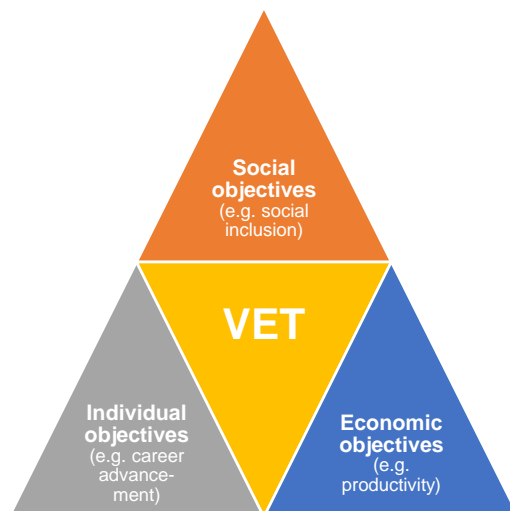 Social
objectives
(e.g. social
inclusion)
VET
Individual
objectives
(e.g. career
advance-
ment)
Economic
objectives
(e.g.
productivity)